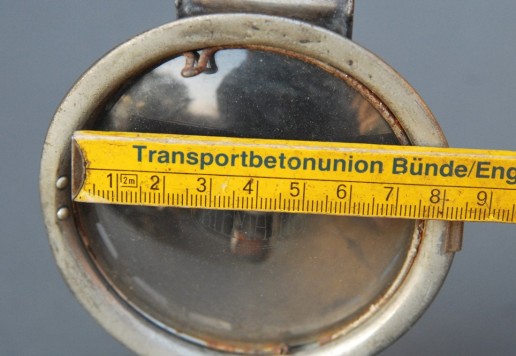 Transportbetonunion Bünde/Eng
1 2m 2 3 4 5 6 7 8 9